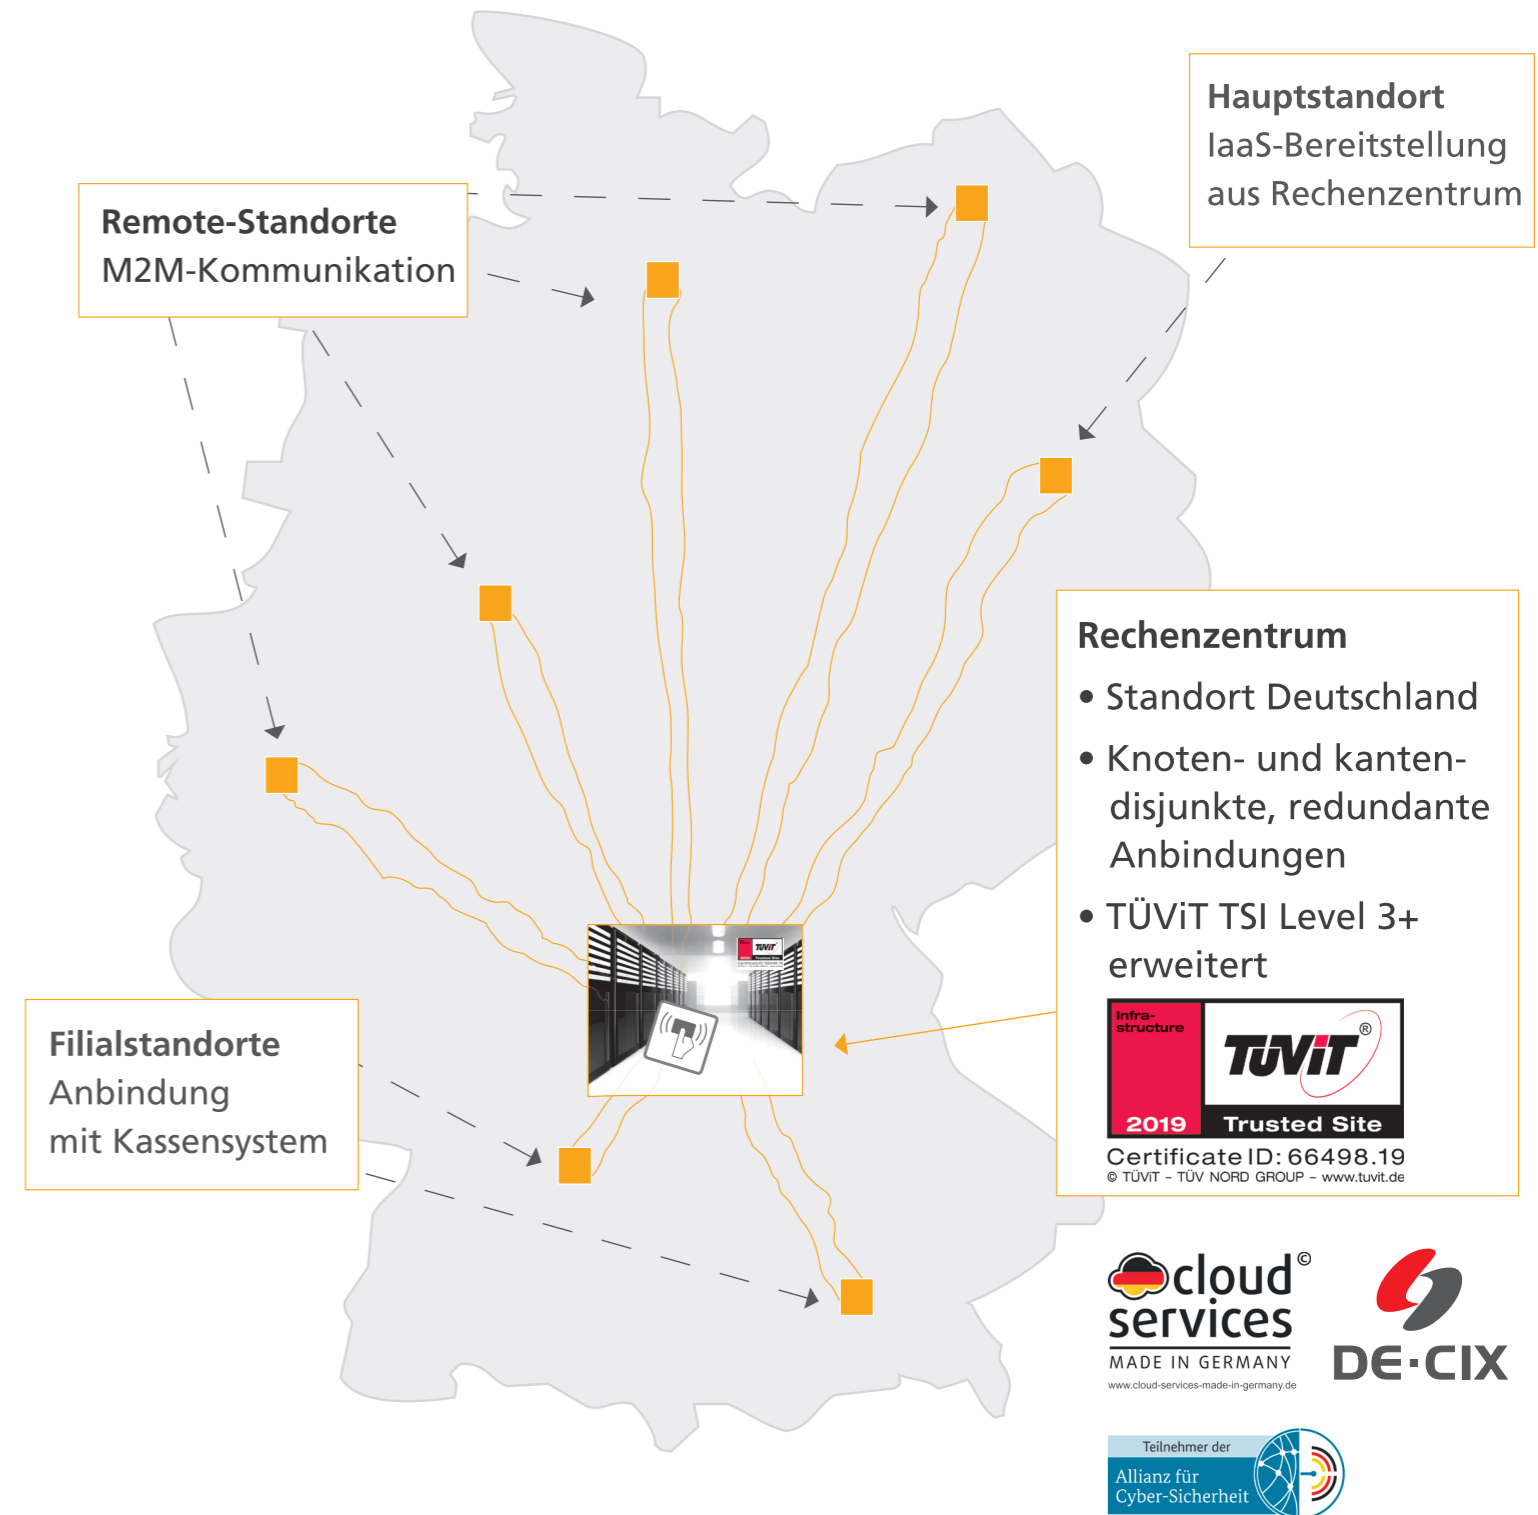 Hauptstandort
IaaS-Bereitstellung
aus Rechenzentrum
Remote-Standorte
M2M-Kommunikation
Rechenzentrum
• Standort Deutschland
• Knoten- und kanten-
disjunkte, redundante
Anbindungen
• TÜViT TSI Level 3+
erweitert
Infra-
structure
TÜViT®
2019
Trusted Site
Certificate ID: 66498.19
© TÜViT – TÜV NORD GROUP – www.tuvit.de
TÜViT
Trusted Site
Filialstandorte
Anbindung
mit Kassensystem
cloud©
services
MADE IN GERMANY
www.cloud-services-made-in-germany.de
DE·CIX
Teilnehmer der
Allianz für
Cyber-Sicherheit